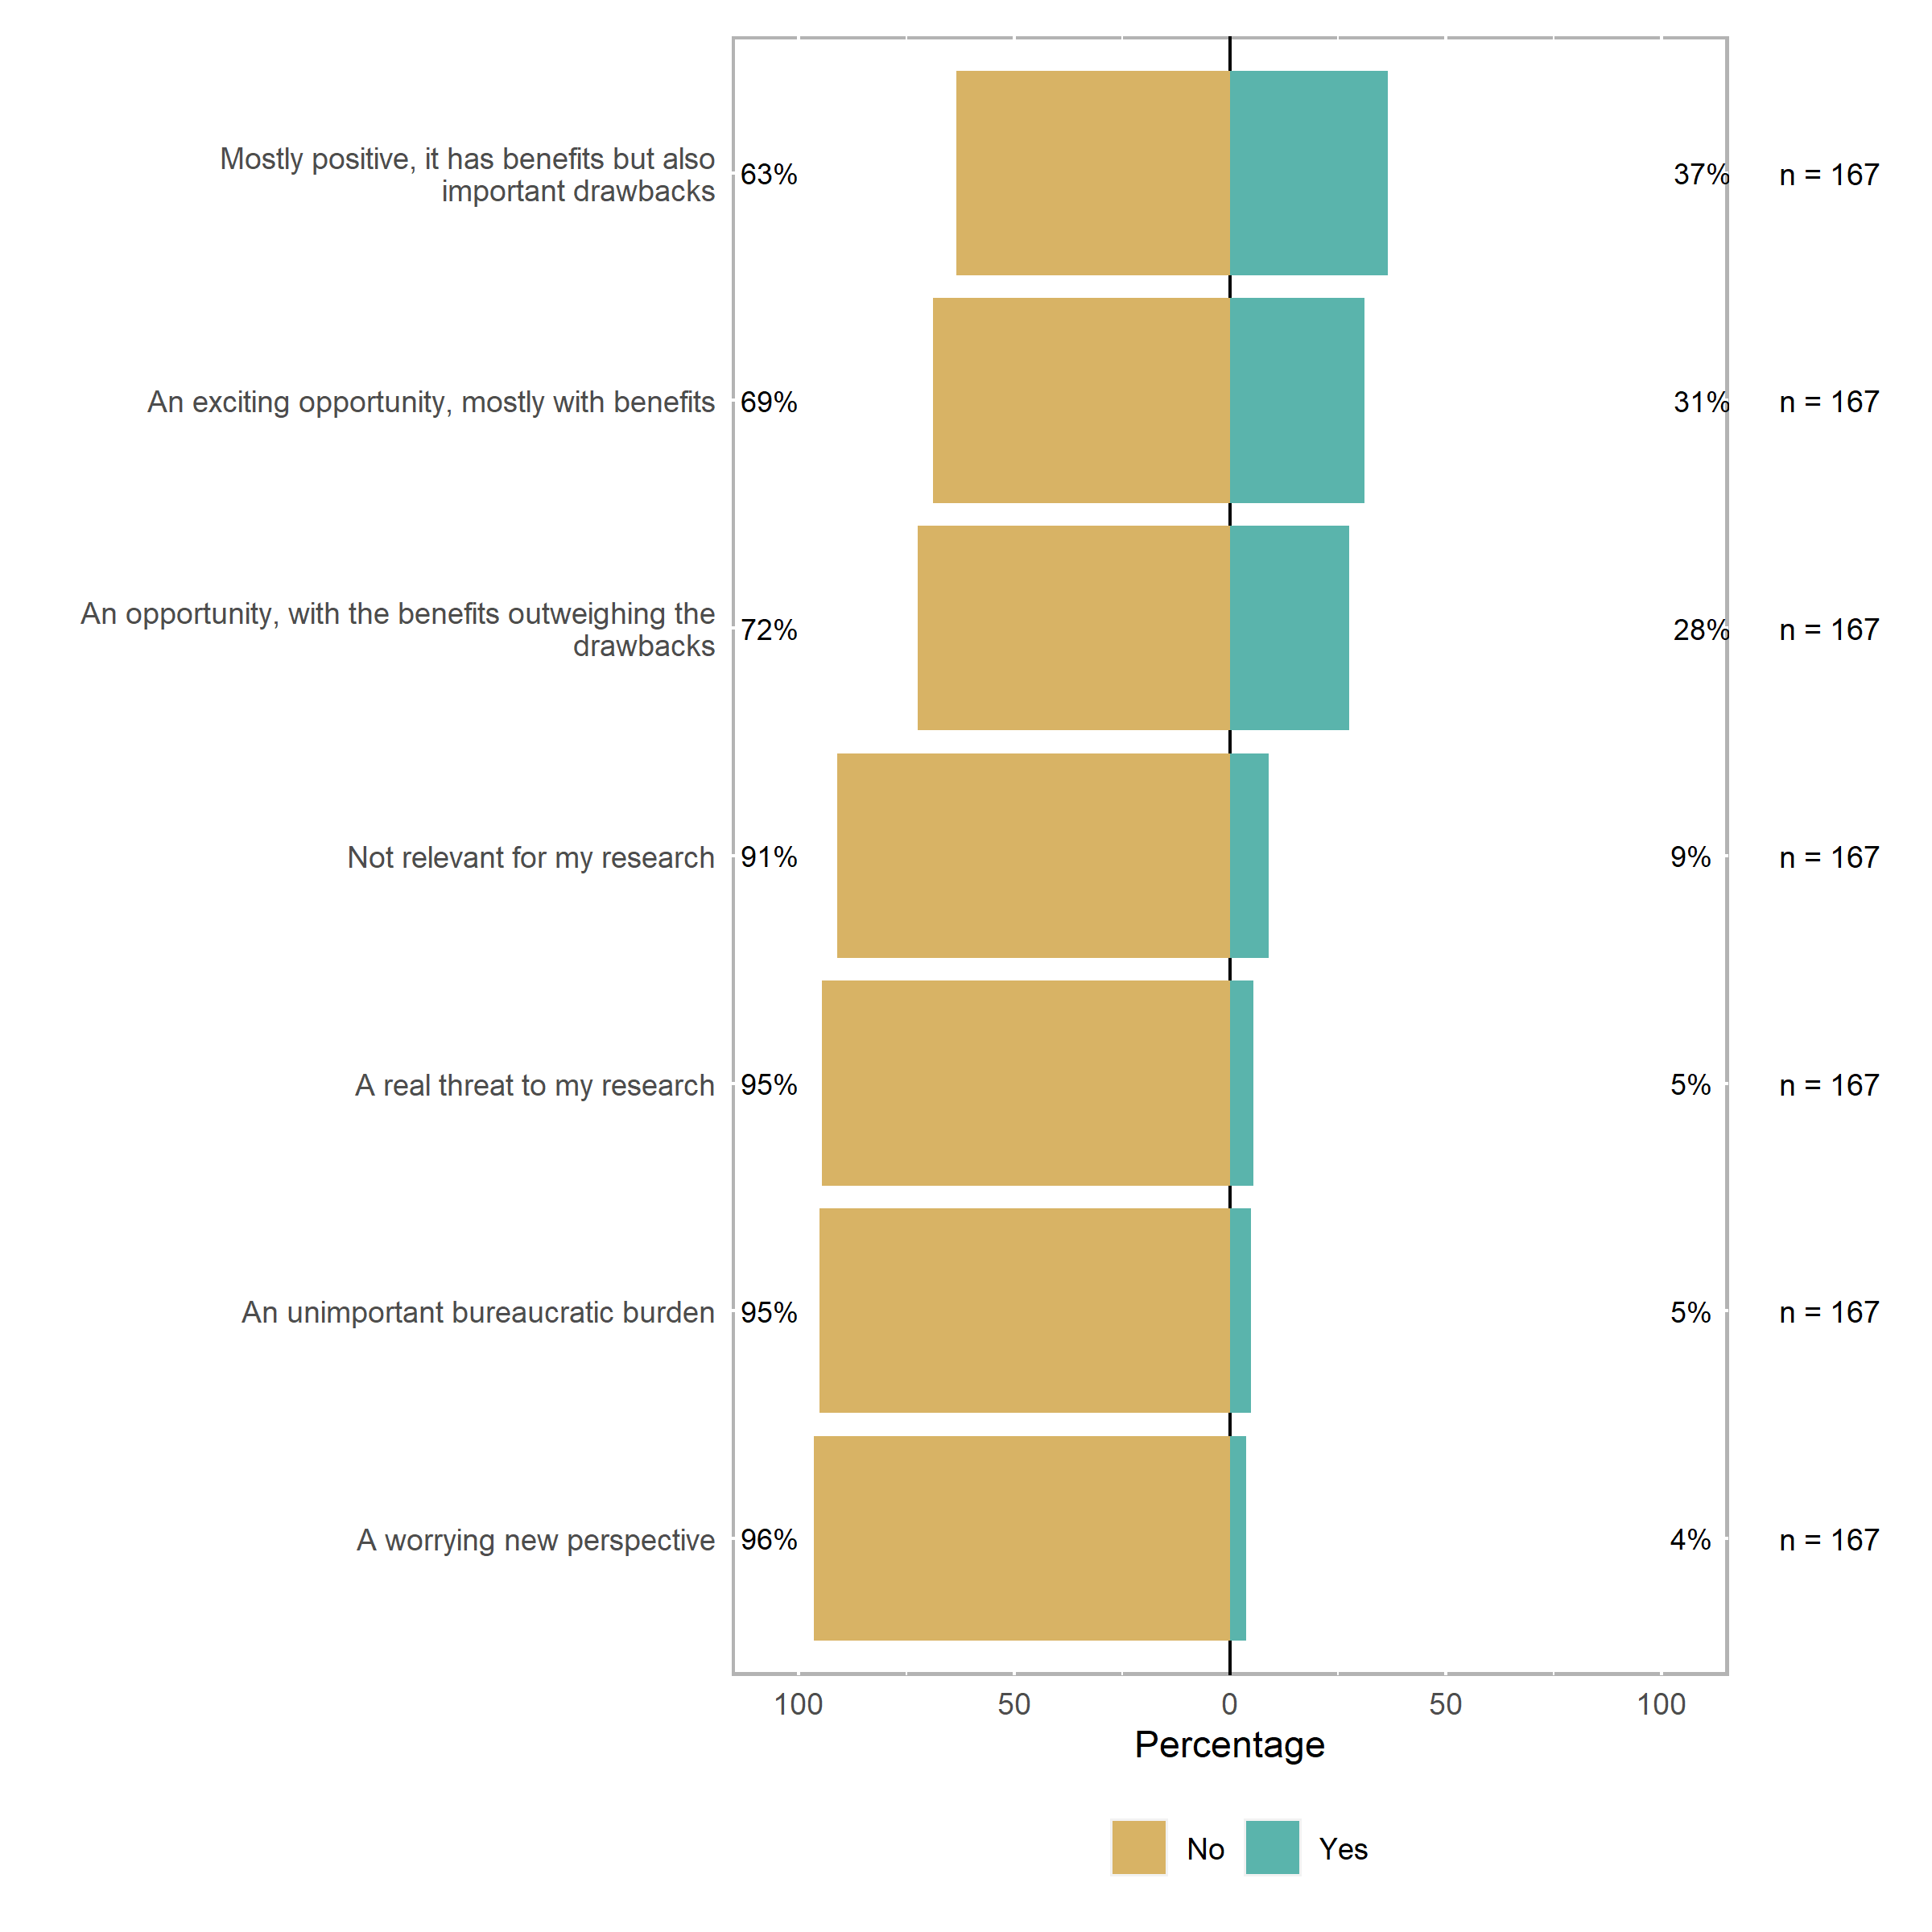 Mostly positive, it has benefits but also
important drawbacks
63%
37%
n = 167
An exciting opportunity, mostly with benefits
69%
31%
n = 167
An opportunity, with the benefits outweighing the
drawbacks
72%
28%
n = 167
Not relevant for my research
91%
9%
n = 167
A real threat to my research
95%
5%
n = 167
An unimportant bureaucratic burden
95%
5%
n = 167
A worrying new perspective
96%
4%
n = 167
100 50 0 50 100
Percentage
No Yes